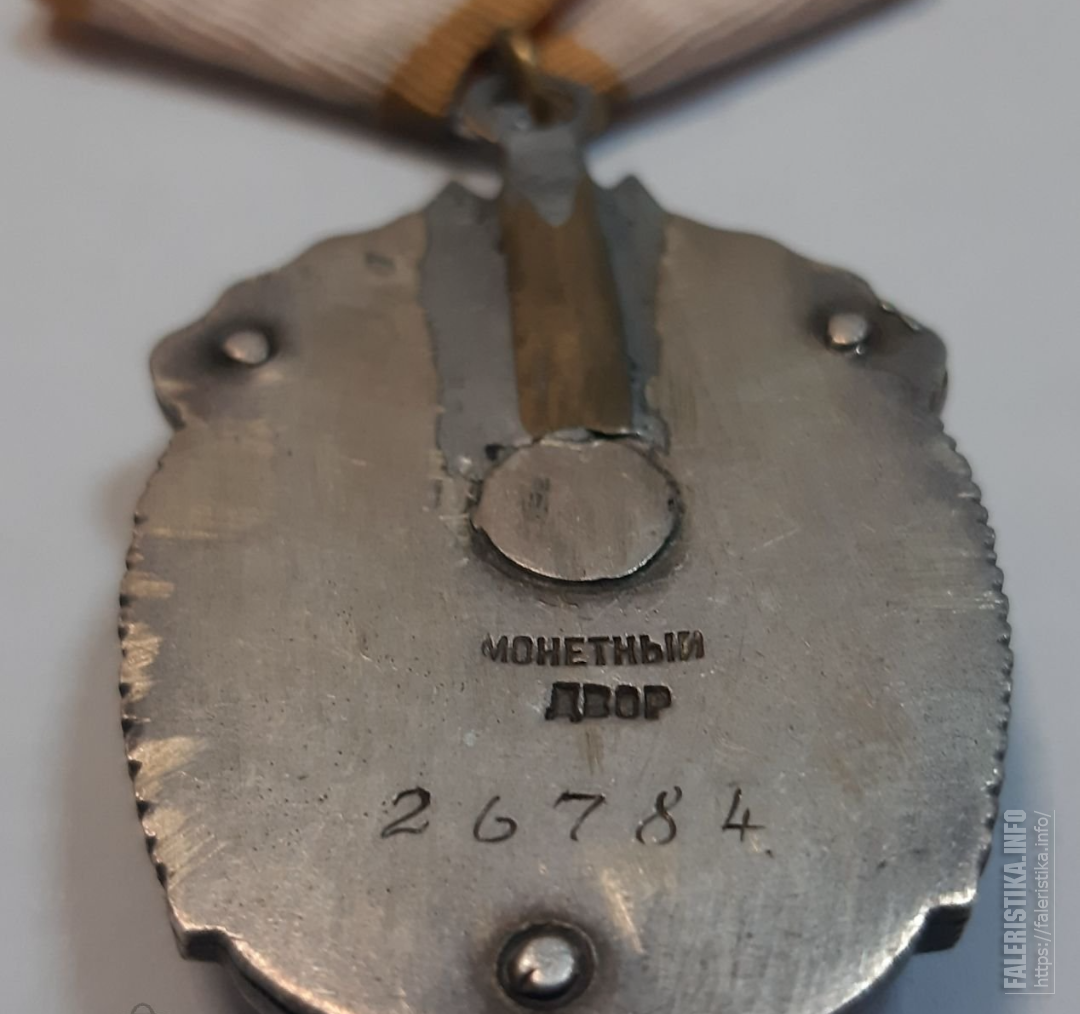 МОНЕТНЫЙ
ДВОР
26784
FALERISTIKA.INFO
https://faleristika.info/